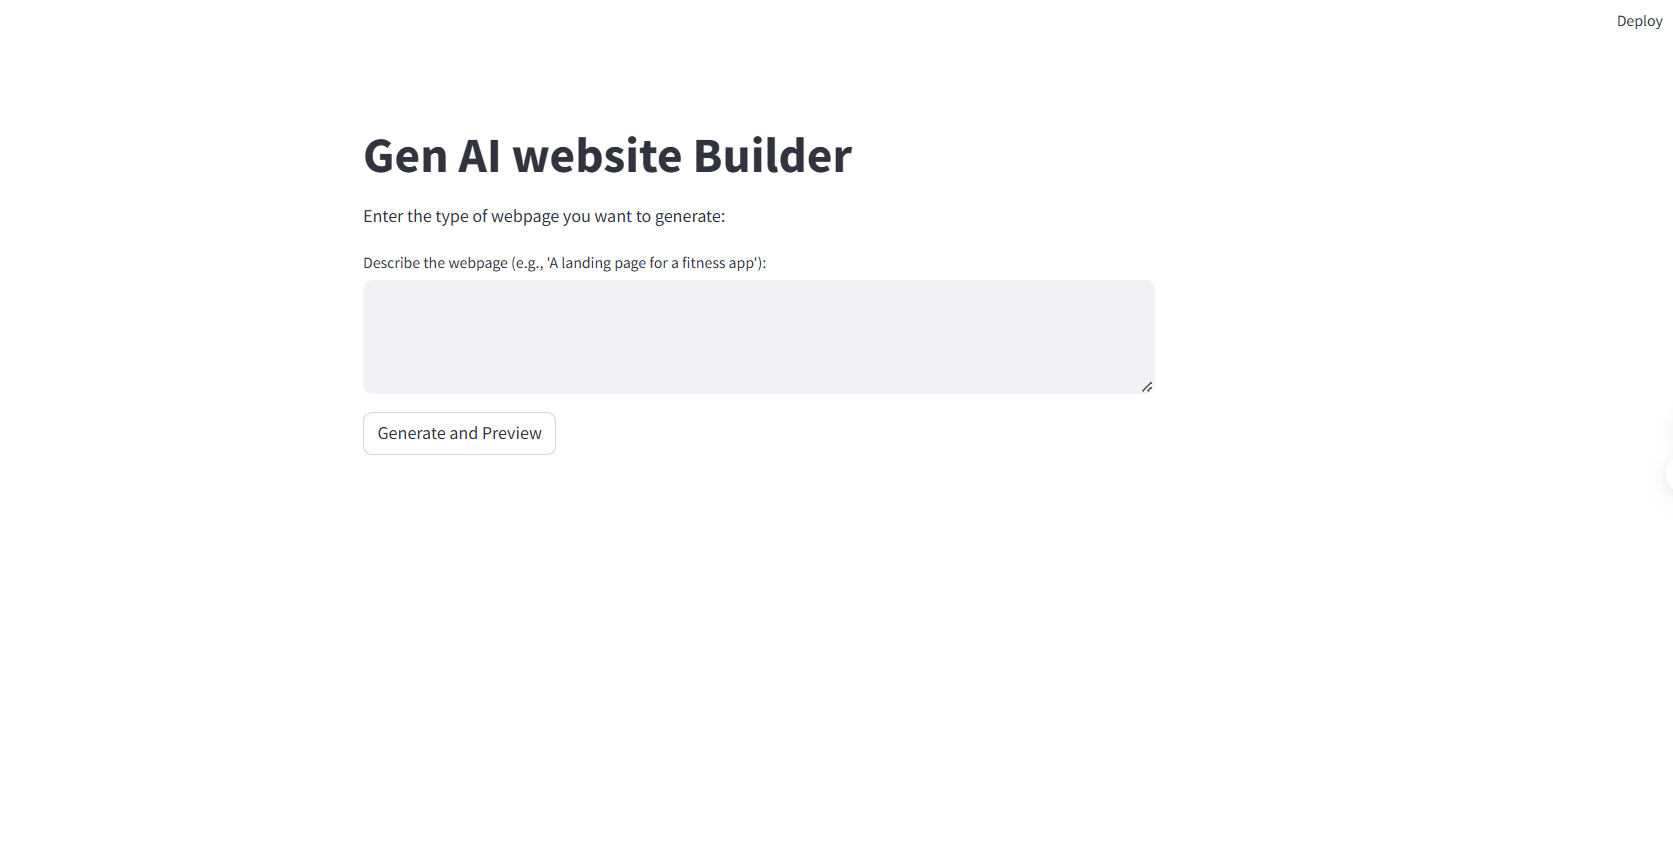 Deploy
Gen AI website Builder
Enter the type of webpage you want to generate:
Describe the webpage (e.g., 'A landing page for a fitness app'):
Generate and Preview